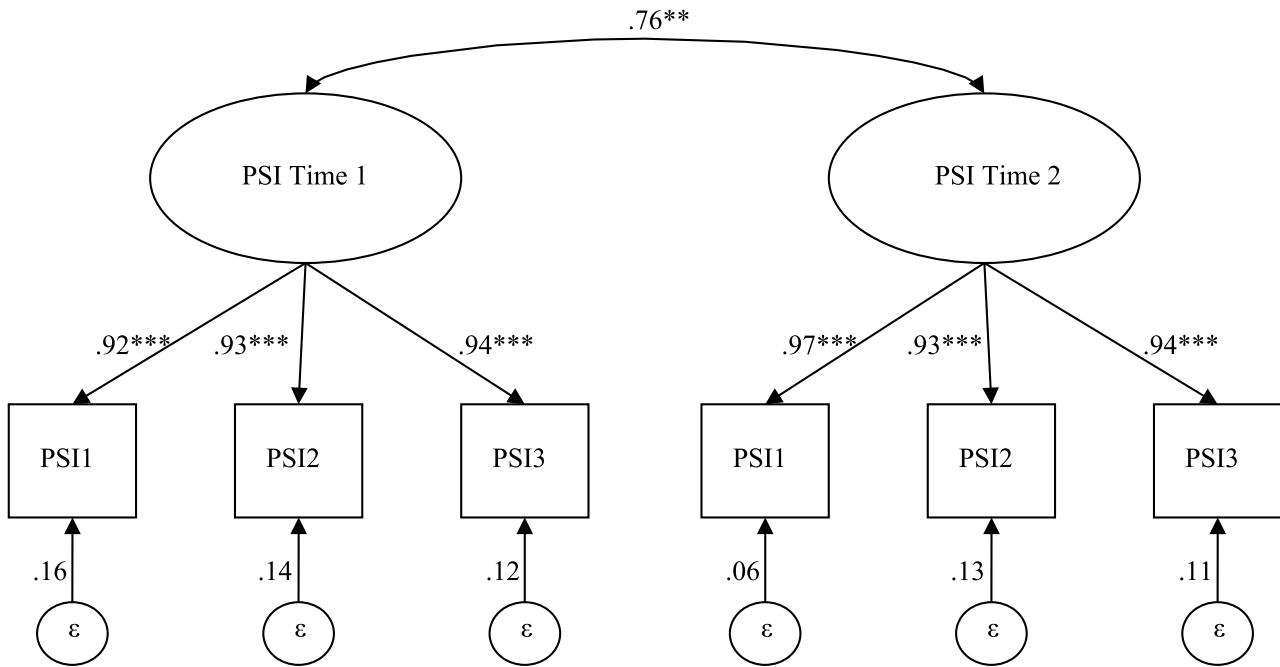 .76**
PSI Time 1
PSI Time 2
.92***
.93***
.94***
.97***
.93***
.94***
PSI1
PSI2
PSI3
PSI1
PSI2
PSI3
.16
.14
.12
.06
.13
.11
ε
ε
ε
ε
ε
ε